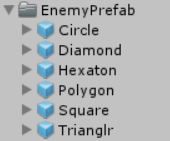 EnemyPrefab
Circle
Diamond
Hexaton
Polygon
Square
Trianglr